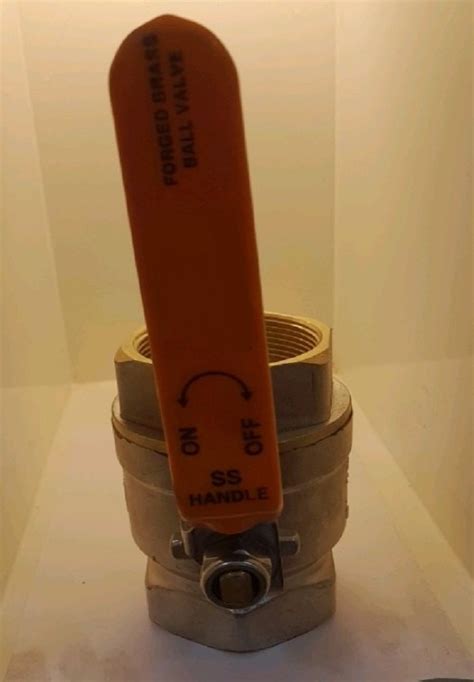 FORGED BRASS
BALL VALVE
ON OFF
SS
HANDLE